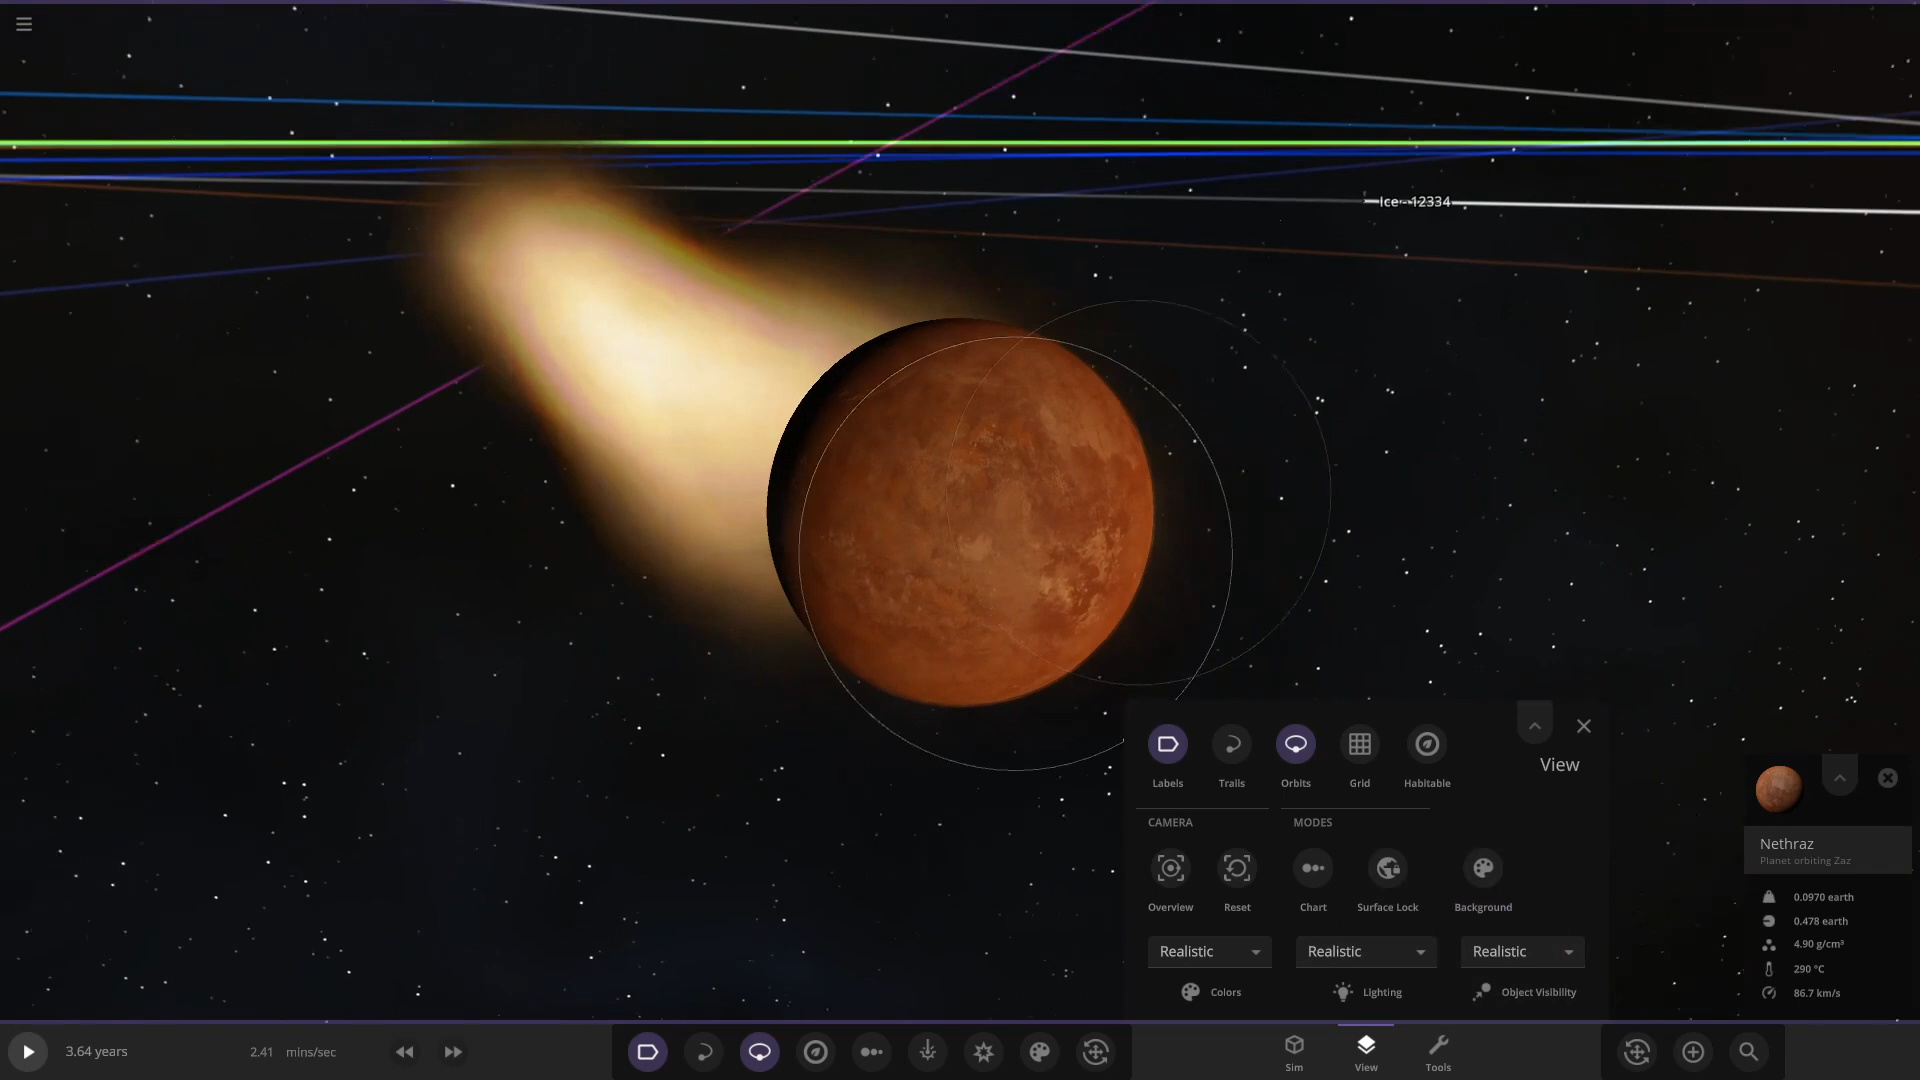 Ice - 12334
Labels
Trails
Orbits
Grid
Habitable
View
CAMERA
MODES
Overview
Reset
Chart
Surface Lock
Background
Realistic
Realistic
Realistic
Colors
Lighting
Object Visibility
Nethraz
Planet orbiting Zaz
0.0970 earth
0.478 earth
4.90 g/cm³
290 °C
86.7 km/s
3.64 years
2.41 mins/sec
Sim
View
Tools